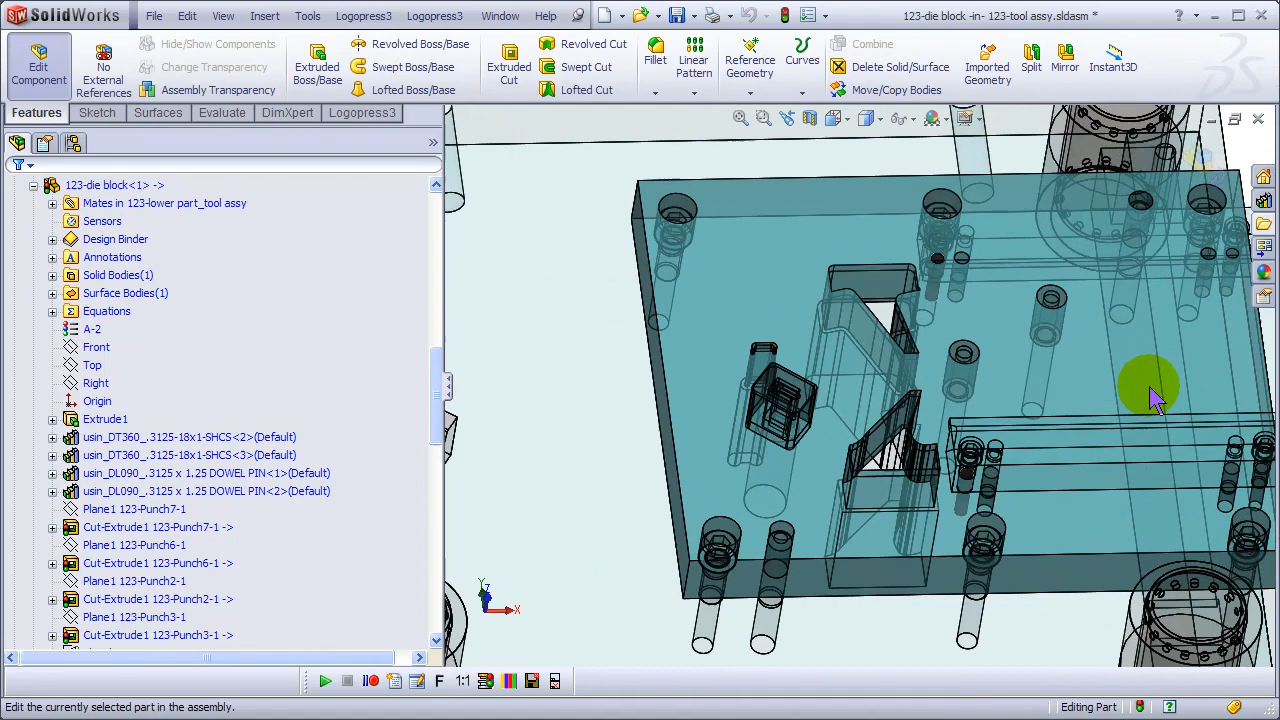 SolidWorks File Edit View Insert Tools Logopress3 Logopress3 Window Help 123-die block -in- 123-tool assy.sldasm *
Edit Component
No External References
Hide/Show Components
Change Transparency
Assembly Transparency
Extruded Boss/Base
Revolved Boss/Base
Swept Boss/Base
Lofted Boss/Base
Extruded Cut
Revolved Cut
Swept Cut
Lofted Cut
Fillet
Linear Pattern
Reference Geometry
Curves
Combine
Delete Solid/Surface
Move/Copy Bodies
Imported Geometry
Split
Mirror
Instant3D
Features Sketch Surfaces Evaluate DimXpert Logopress3
123-die block<1> ->
Mates in 123-lower part_tool assy
Sensors
Design Binder
Annotations
Solid Bodies(1)
Surface Bodies(1)
Equations
A-2
Front
Top
Right
Origin
Extrude1
usin_DT360_.3125-18x1-SHCS<2>(Default)
usin_DT360_.3125-18x1-SHCS<3>(Default)
usin_DL090_.3125 x 1.25 DOWEL PIN<1>(Default)
usin_DL090_.3125 x 1.25 DOWEL PIN<2>(Default)
Plane1 123-Punch7-1
Cut-Extrude1 123-Punch7-1 ->
Plane1 123-Punch6-1
Cut-Extrude1 123-Punch6-1 ->
Plane1 123-Punch2-1
Cut-Extrude1 123-Punch2-1 ->
Plane1 123-Punch3-1
Cut-Extrude1 123-Punch3-1 ->
Y
Z
X
F 1:1
Edit the currently selected part in the assembly. Editing Part